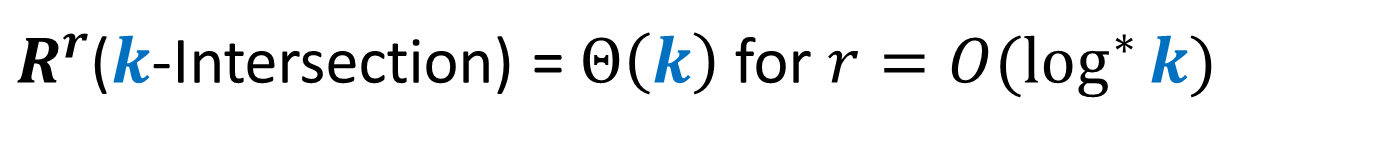 R^r(k-Intersection) = Θ(k) for r = O(log* k)